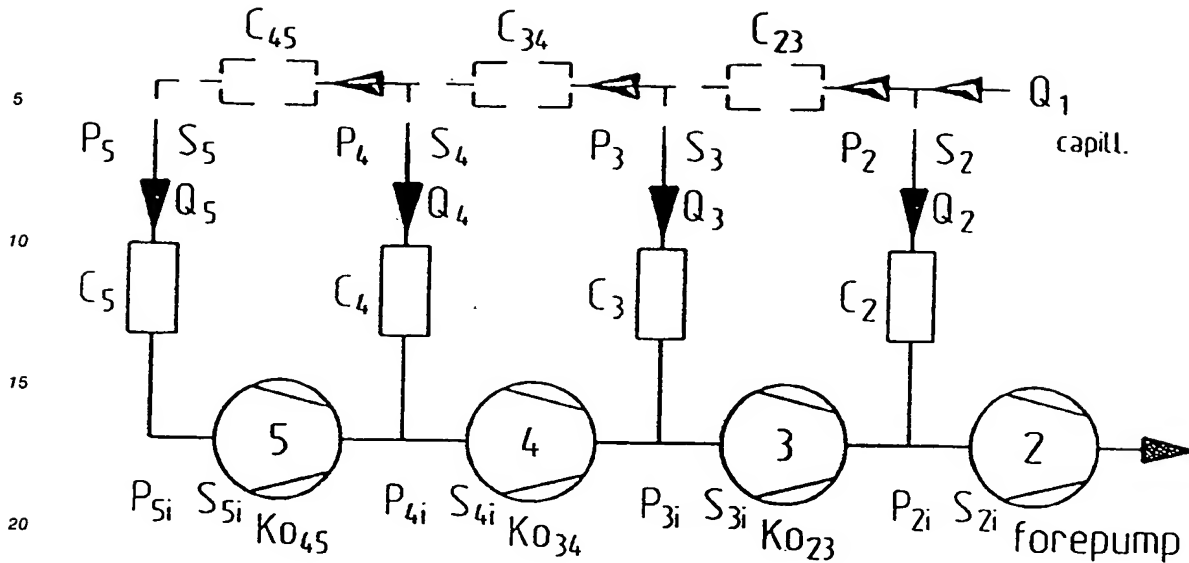 C₄₅ C₃₄ C₂₃
5
Q₁
capill.
P₅ S₅ P₄ S₄ P₃ S₃ P₂ S₂
Q₅ Q₄ Q₃ Q₂
10
C₅ C₄ C₃ C₂
15
5 4 3 2
P₅ᵢ S₅ᵢ P₄ᵢ S₄ᵢ P₃ᵢ S₃ᵢ P₂ᵢ S₂ᵢ
20
Ko₄₅ Ko₃₄ Ko₂₃ forepump